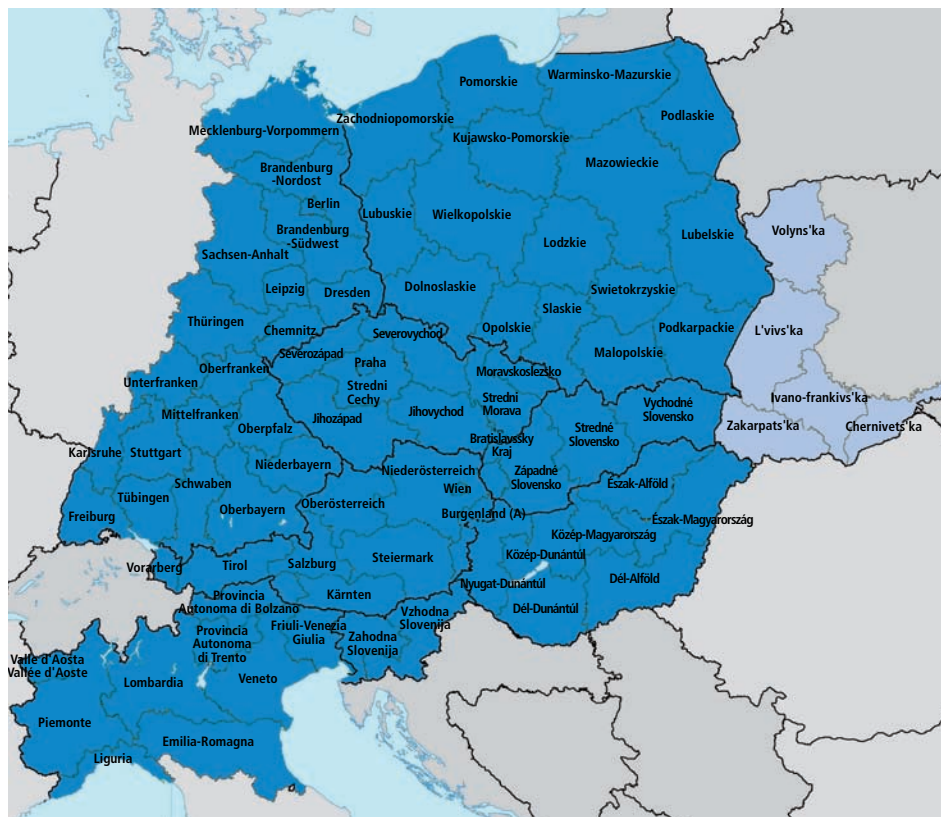 Pomorskie
Warminsko-Mazurskie
Podlaskie
Zachodniopomorskie
Mecklenburg-Vorpommern
Kujawsko-Pomorskie
Mazowieckie
Brandenburg
-Nordost
Berlin
Lubuskie
Wielkopolskie
Volyns'ka
Brandenburg
-Südwest
Lodzkie
Lubelskie
Sachsen-Anhalt
Leipzig
Dresden
Dolnoslaskie
Swietokrzyskie
Slaskie
Thüringen
Chemnitz
Severovychod
Opolskie
Podkarpackie
L'vivs'ka
Severozápad
Praha
Malopolskie
Oberfranken
Moravskoslezsko
Unterfranken
Stredni
Cechy
Stredni
Morava
Vychodné
Slovensko
Ivano-frankivs'ka
Mittelfranken
Jihozápad
Jihovychod
Oberpfalz
Stredné
Slovensko
Zakarpats'ka
Chernivets'ka
Bratislavssky
Kraj
Karlsruhe
Stuttgart
Niederbayern
Niederösterreich
Západné
Slovensko
Schwaben
Észak-Alföld
Tübingen
Wien
Freiburg
Oberbayern
Oberösterreich
Burgenland (A)
Észak-Magyarország
Közép-Magyarország
Vorarberg
Tirol
Salzburg
Steiermark
Közép-Dunántúl
Nyugat-Dunántúl
Dél-Alföld
Provincia
Autonoma di Bolzano
Kärnten
Dél-Dunántúl
Vzhodna
Slovenija
Friuli-Venezia
Giulia
Provincia
Autonoma
di Trento
Zahodna
Slovenija
Valle d'Aosta
Vallée d'Aoste
Lombardia
Veneto
Piemonte
Emilia-Romagna
Liguria